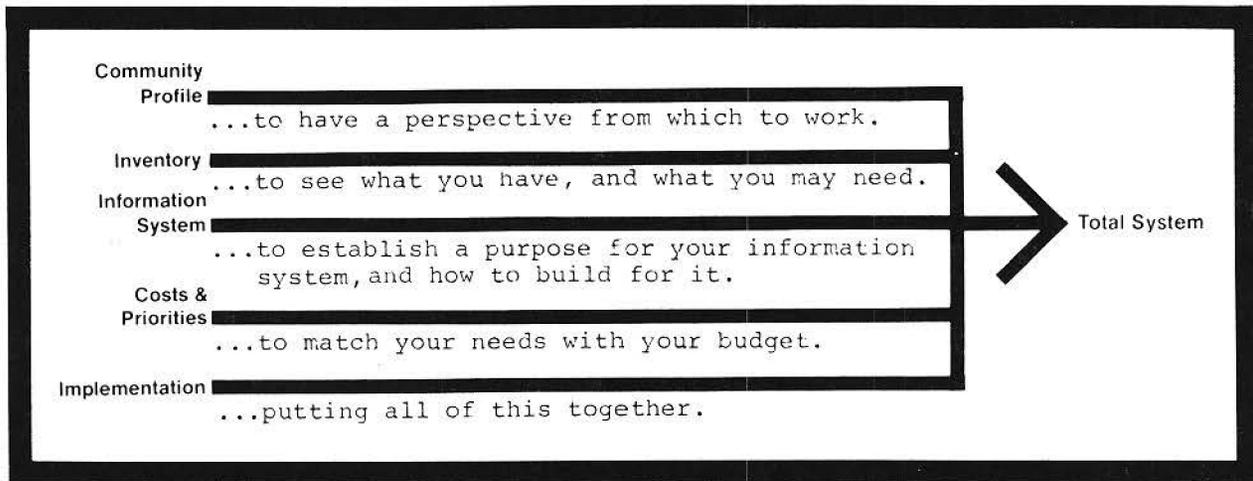 Community
Profile
...to have a perspective from which to work.
Inventory
...to see what you have, and what you may need.
Information
System
...to establish a purpose for your information
system, and how to build for it.
Total System
Costs &
Priorities
...to match your needs with your budget.
Implementation
...putting all of this together.